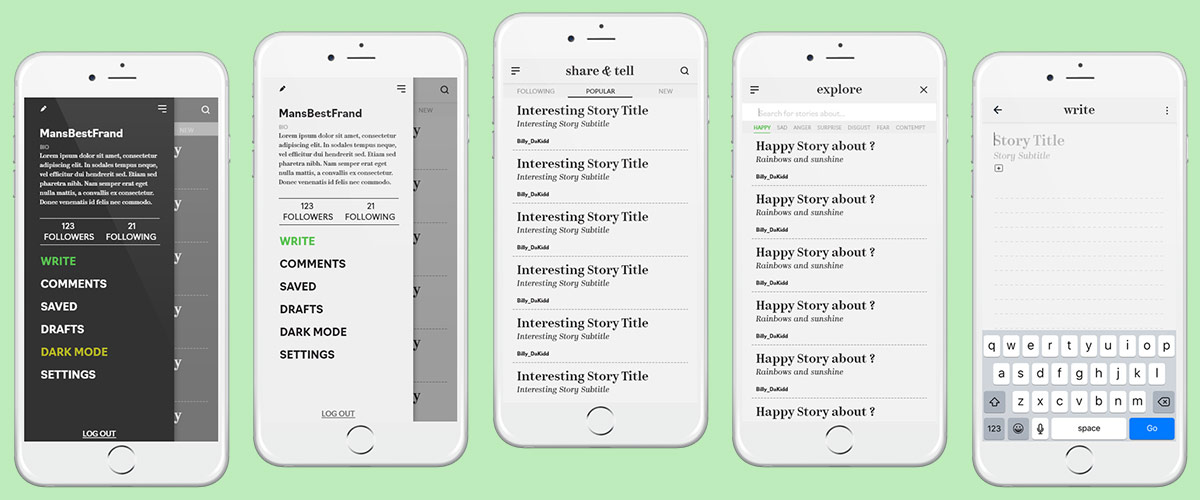 MansBestFrand
BIO
Lorem ipsum dolor sit amet, consectetur
adipiscing elit. In sodales tempus neque,
vel efficitur dui hendrerit sed. Etiam sed
pharetra nibh. Nam semper erat eget
nulla mattis, a convallis ex consectetur.
Donec venenatis id felis nec commodo.
123
FOLLOWERS
21
FOLLOWING
WRITE
COMMENTS
SAVED
DRAFTS
DARK MODE
SETTINGS
LOG OUT
NEW
y
y
y
y
y
y
MansBestFrand
BIO
Lorem ipsum dolor sit amet, consectetur
adipiscing elit. In sodales tempus neque,
vel efficitur dui hendrerit sed. Etiam sed
pharetra nibh. Nam semper erat eget
nulla mattis, a convallis ex consectetur.
Donec venenatis id felis nec commodo.
123
FOLLOWERS
21
FOLLOWING
WRITE
COMMENTS
SAVED
DRAFTS
DARK MODE
SETTINGS
LOG OUT
NEW
y
y
y
y
y
y
share & tell
FOLLOWING POPULAR NEW
Interesting Story Title
Interesting Story Subtitle
Billy_DaKidd
Interesting Story Title
Interesting Story Subtitle
Billy_DaKidd
Interesting Story Title
Interesting Story Subtitle
Billy_DaKidd
Interesting Story Title
Interesting Story Subtitle
Billy_DaKidd
Interesting Story Title
Interesting Story Subtitle
Billy_DaKidd
Interesting Story Title
Interesting Story Subtitle
explore
Search for stories about...
HAPPY SAD ANGER SURPRISE DISGUST FEAR CONTEMPT
Happy Story about ?
Rainbows and sunshine
Billy_DaKidd
Happy Story about ?
Rainbows and sunshine
Billy_DaKidd
Happy Story about ?
Rainbows and sunshine
Billy_DaKidd
Happy Story about ?
Rainbows and sunshine
Billy_DaKidd
Happy Story about ?
Rainbows and sunshine
Billy_DaKidd
Happy Story about ?
write
Story Title
Story Subtitle
q w e r t y u i o p
a s d f g h j k l
z x c v b n m
123 space Go